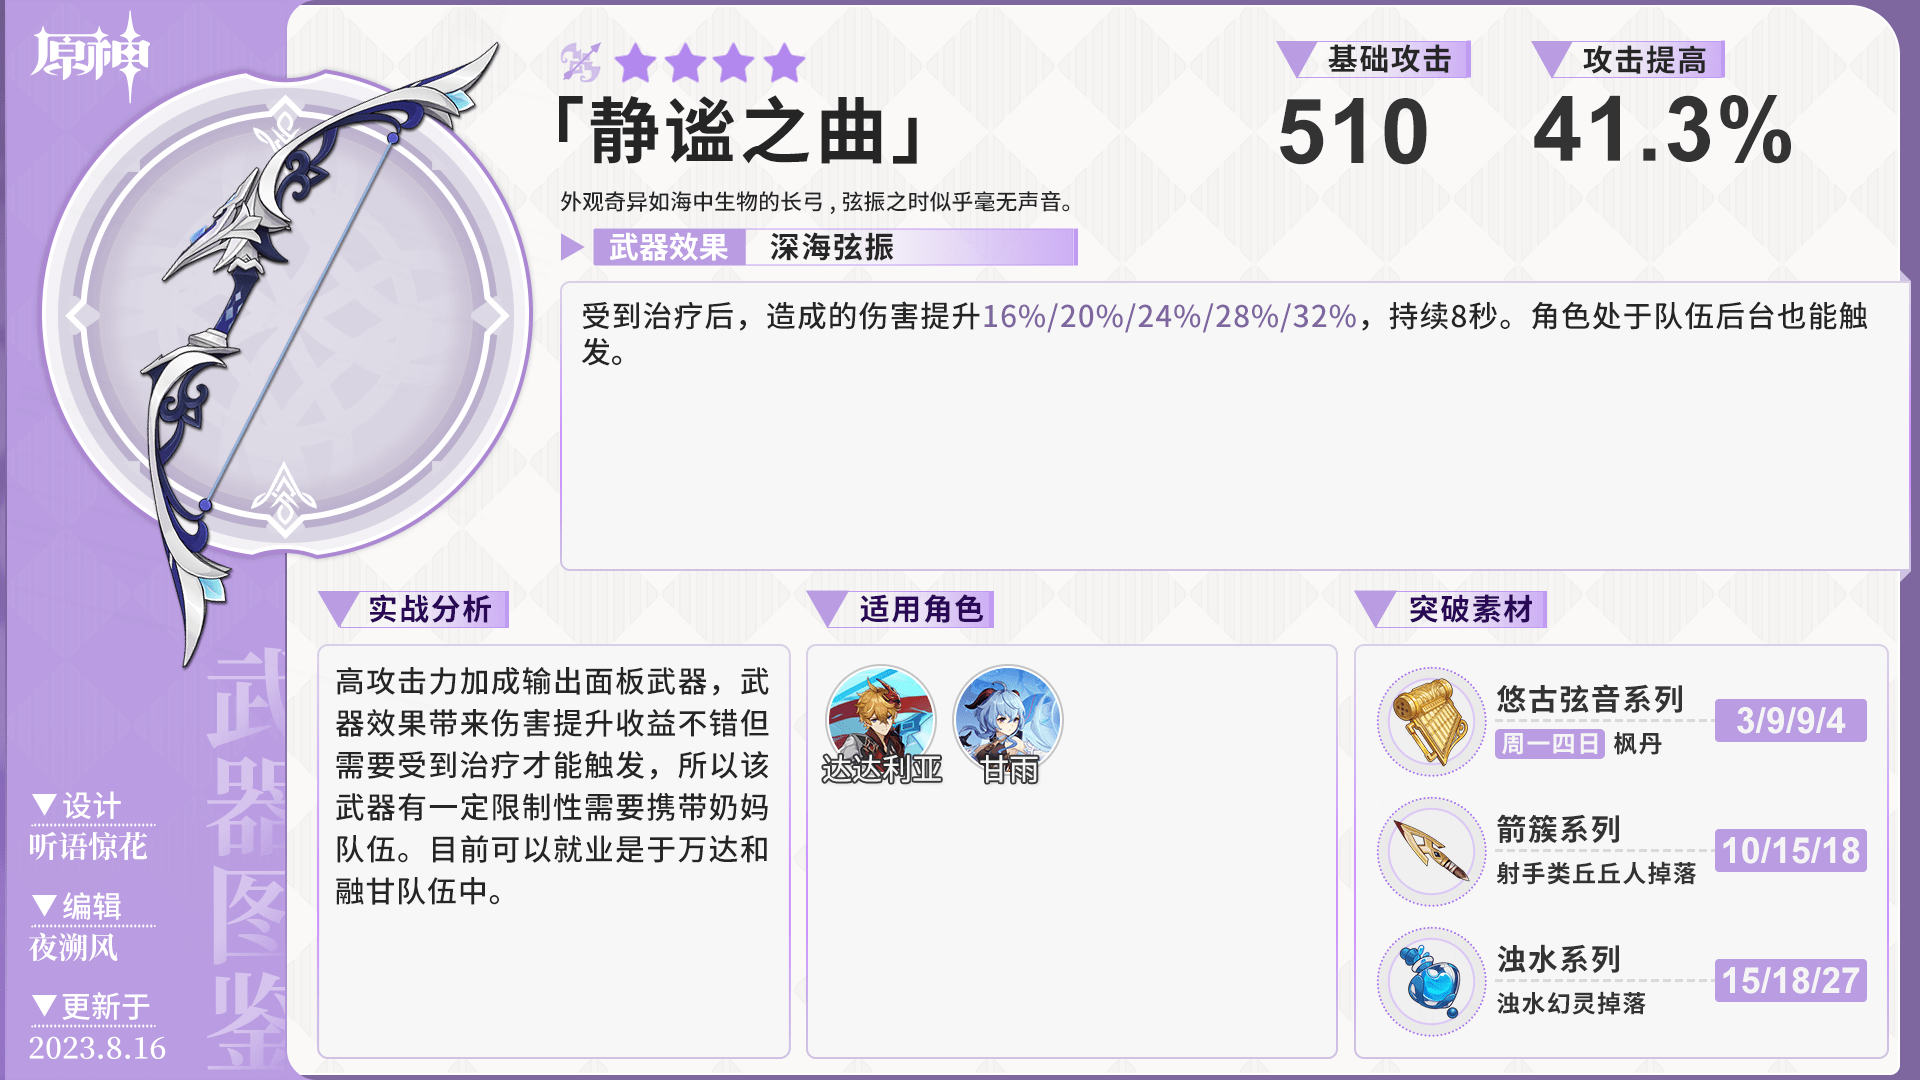 原神
「静谧之曲」
基础攻击
510
攻击提高
41.3%
外观奇异如海中生物的长弓，弦振之时似乎毫无声音。
武器效果
深海弦振
受到治疗后，造成的伤害提升16%/20%/24%/28%/32%，持续8秒。角色处于队伍后台也能触
发。
实战分析
高攻击力加成输出面板武器，武
器效果带来伤害提升收益不错但
需要受到治疗才能触发，所以该
武器有一定限制性需要携带奶妈
队伍。目前可以就业是于万达和
融甘队伍中。
适用角色
达达利亚
甘雨
突破素材
悠古弦音系列
周一四日 枫丹
3/9/9/4
箭簇系列
射手类丘丘人掉落
10/15/18
浊水系列
浊水幻灵掉落
15/18/27
武器图鉴
▼设计
听语惊花
▼编辑
夜溯风
▼更新于
2023.8.16